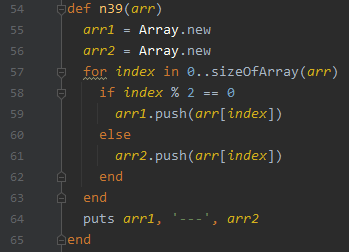 54 def n39(arr)
55   arr1 = Array.new
56   arr2 = Array.new
57   for index in 0..sizeOfArray(arr)
58     if index % 2 == 0
59       arr1.push(arr[index])
60     else
61       arr2.push(arr[index])
62     end
63   end
64   puts arr1, '---', arr2
65 end